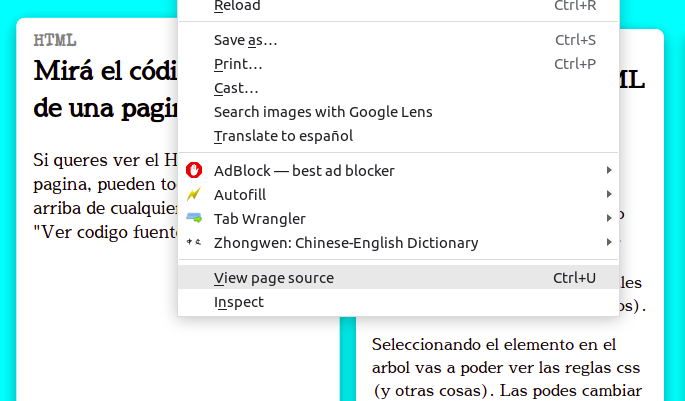 HTML
Mirá el códi
de una pagi
Si queres ver el H
pagina, pueden to
arriba de cualquie
"Ver codigo fuent
Reload Ctrl+R
Save as… Ctrl+S
Print… Ctrl+P
Cast…
Search images with Google Lens
Translate to español
AdBlock — best ad blocker
Autofill
Tab Wrangler
Zhongwen: Chinese-English Dictionary
View page source Ctrl+U
Inspect
ML
les
os).
Seleccionando el elemento en el
arbol vas a poder ver las reglas css
(y otras cosas). Las podes cambiar